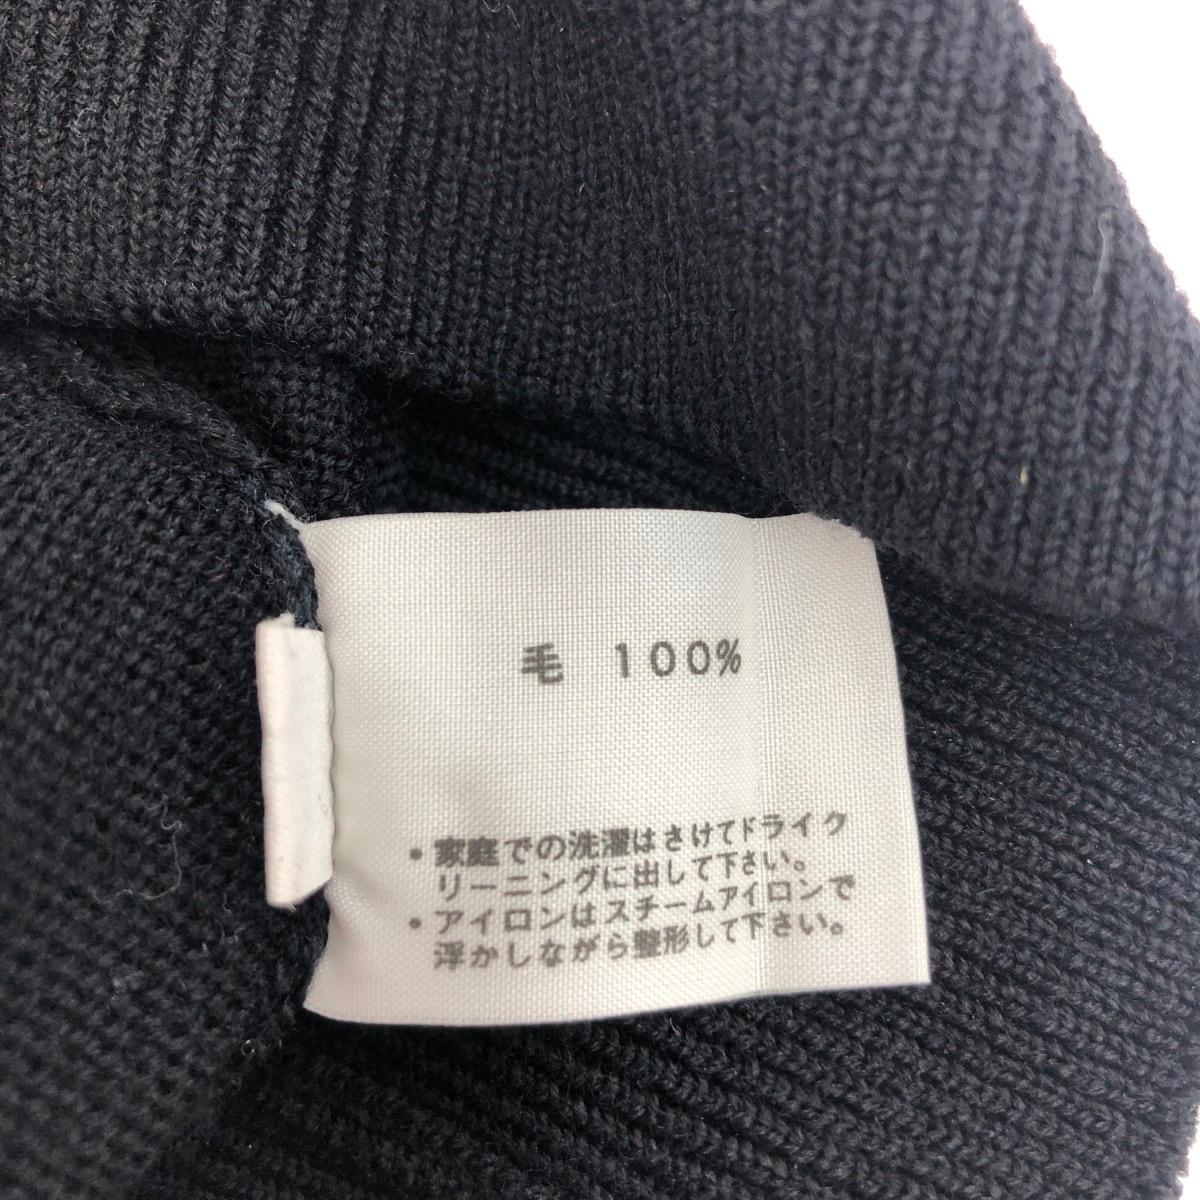 毛 100%
・家庭での洗濯はさけてドライク
リーニングに出して下さい。
・アイロンはスチームアイロンで
浮かしながら整形して下さい。